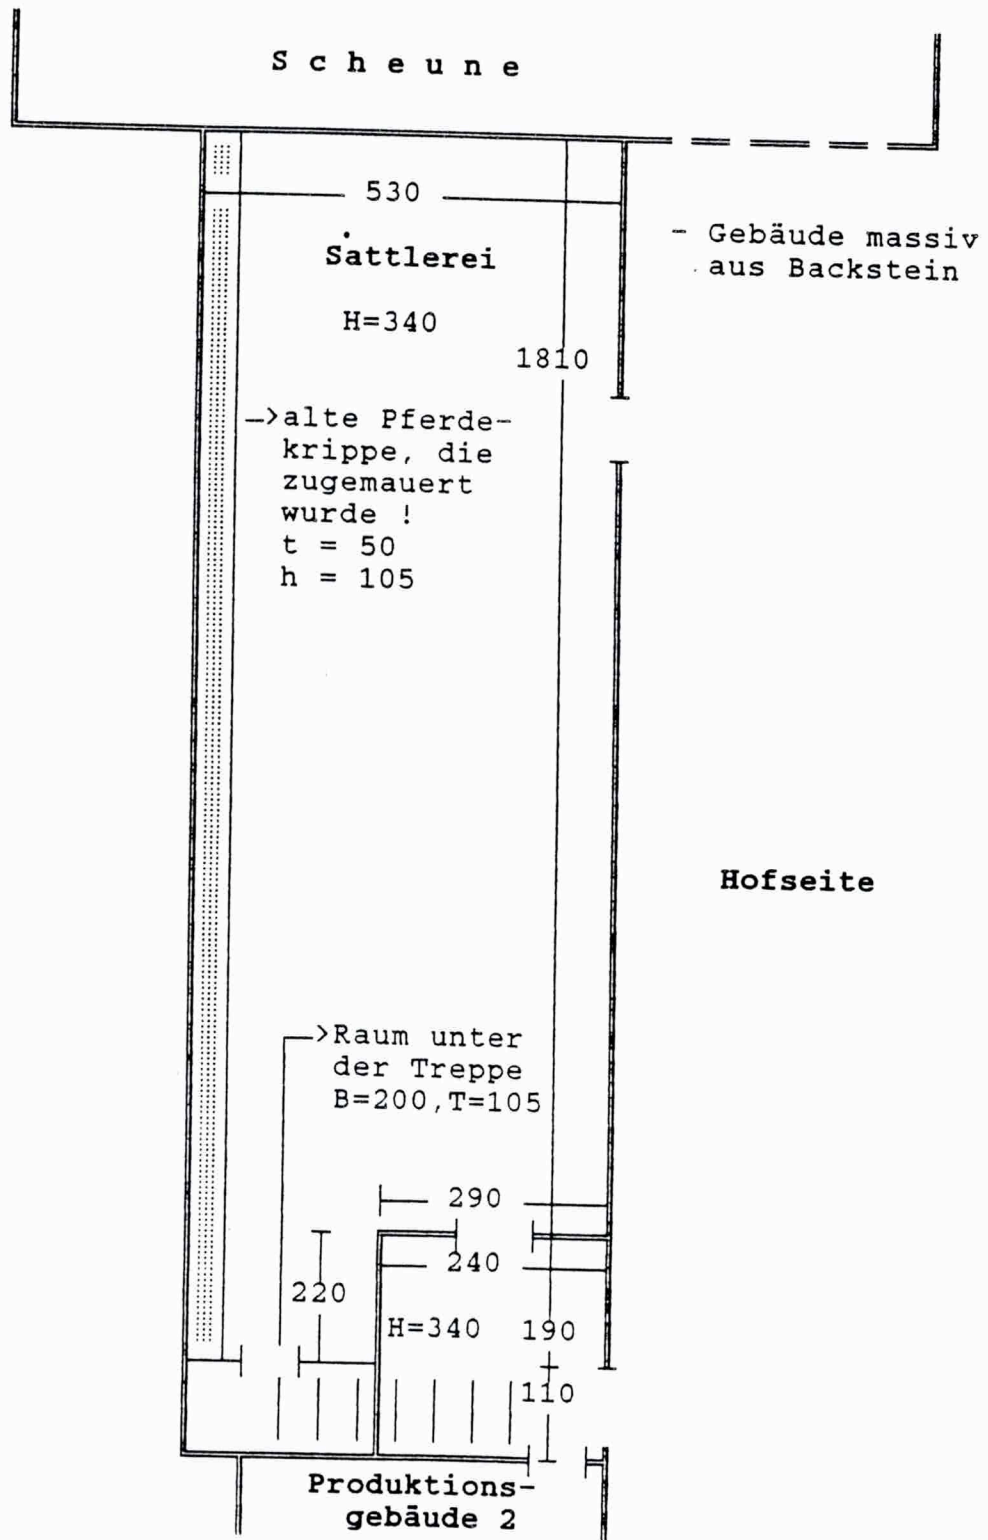 S c h e u n e
530
- Gebäude massiv
aus Backstein
Sattlerei
H=340
1810
->alte Pferde-
krippe, die
zugemauert
wurde !
t = 50
h = 105
Hofseite
>Raum unter
der Treppe
B=200,T=105
290
240
220
H=340
190
110
Produktions-
gebäude 2